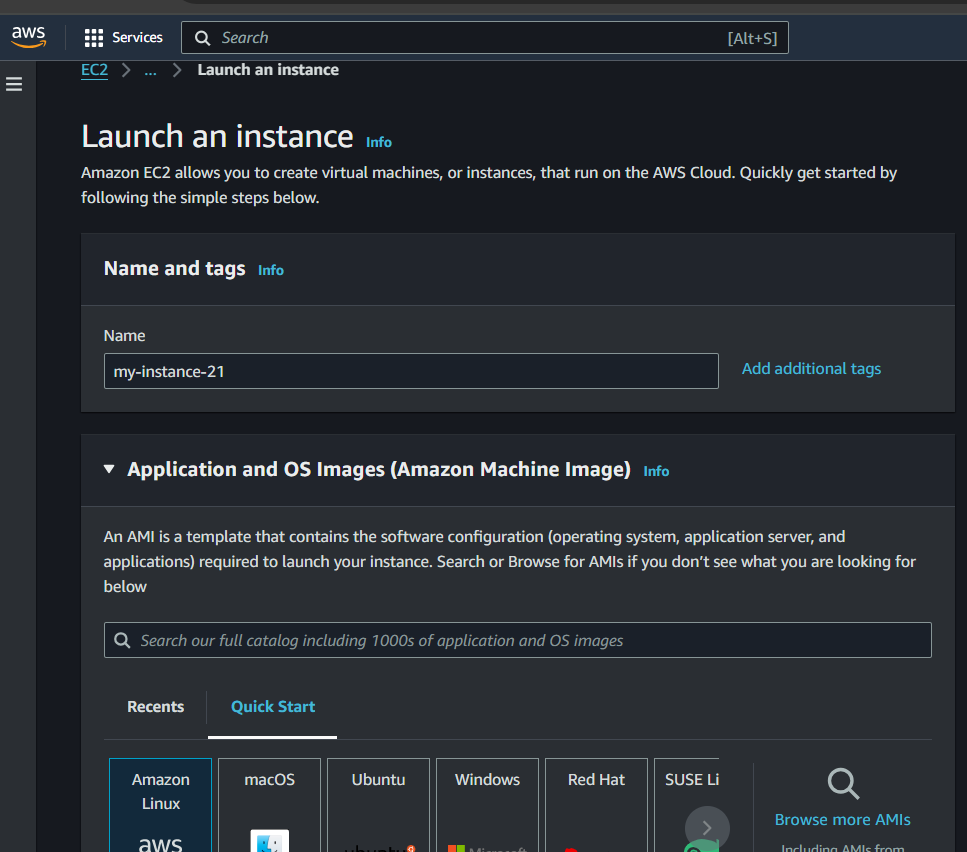 aws
Services
Search
[Alt+S]
EC2 > ... > Launch an instance
Launch an instance Info
Amazon EC2 allows you to create virtual machines, or instances, that run on the AWS Cloud. Quickly get started by
following the simple steps below.
Name and tags Info
Name
my-instance-21
Add additional tags
Application and OS Images (Amazon Machine Image) Info
An AMI is a template that contains the software configuration (operating system, application server, and
applications) required to launch your instance. Search or Browse for AMIs if you don’t see what you are looking for
below
Search our full catalog including 1000s of application and OS images
Recents
Quick Start
Amazon
Linux
aws
macOS
Ubuntu
ubuntu
Windows
Microsoft
Red Hat
SUSE Li
Browse more AMIs
Including AMIs from